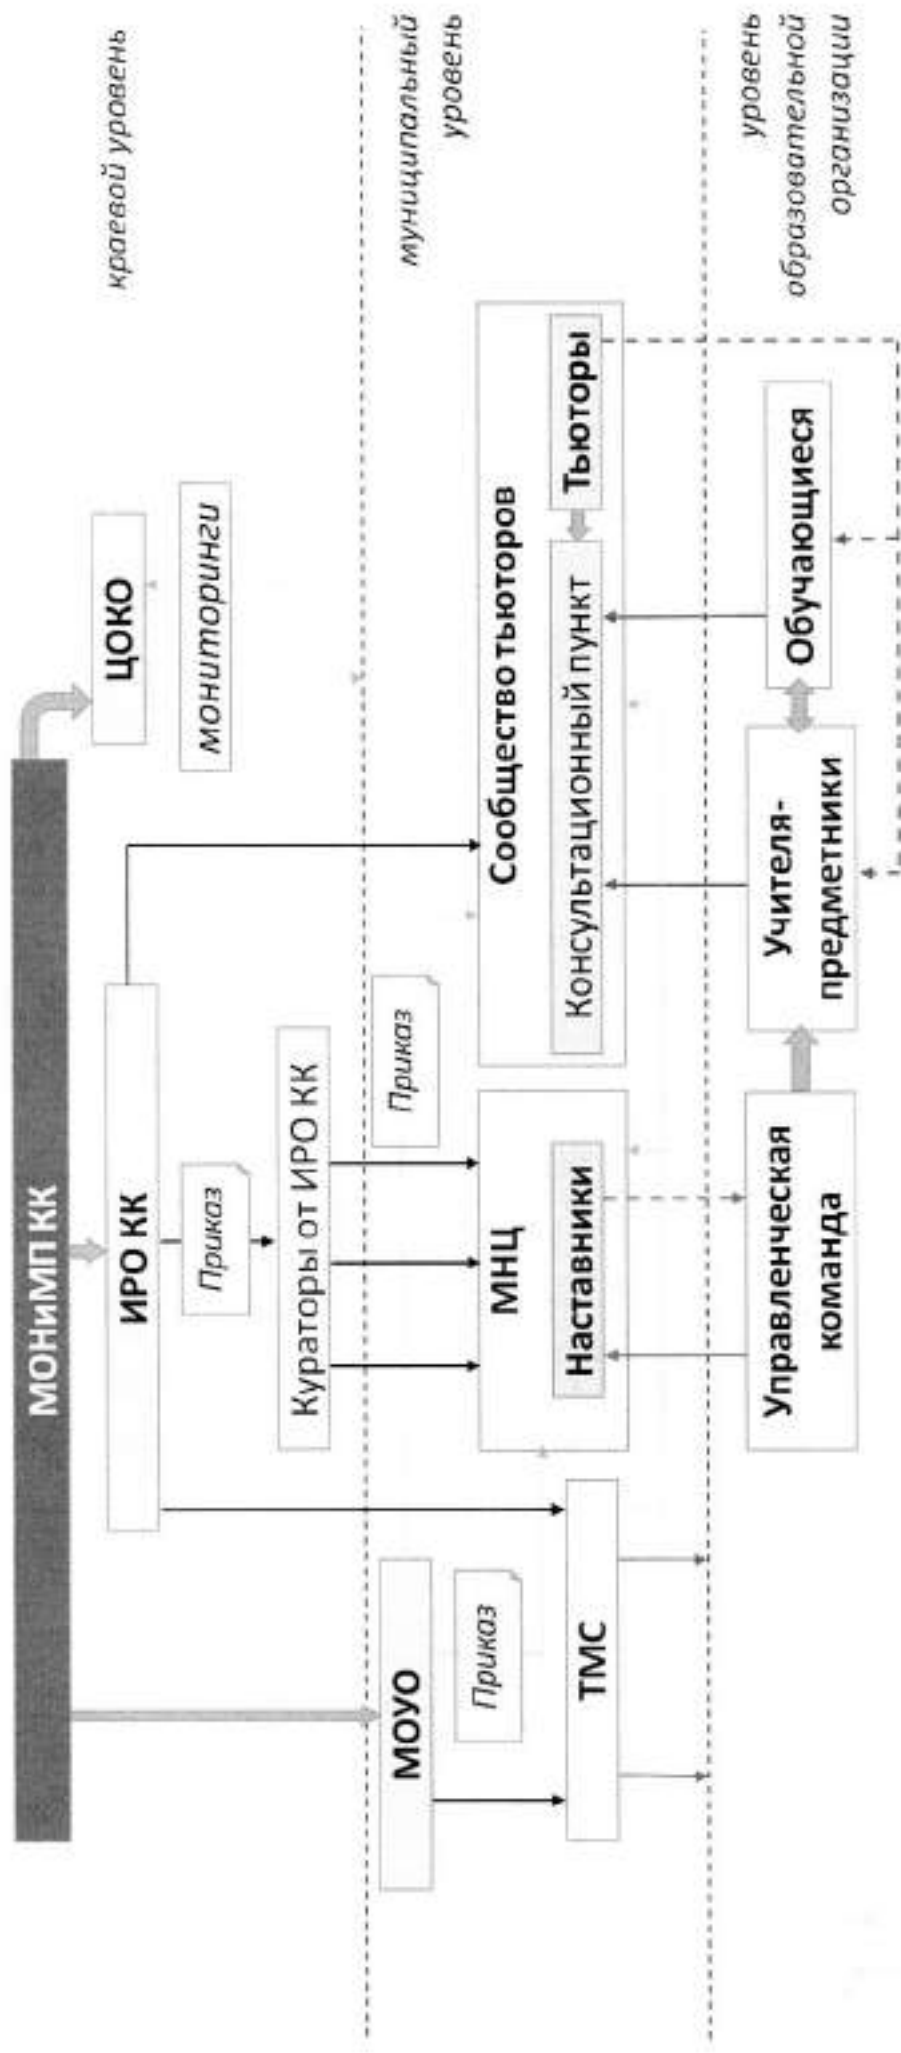 МОНиМП КК
краевой уровень
ИРО КК
ЦОКО
Приказ
мониторинги
Кураторы от ИРО КК
муниципальный
уровень
МОУО
Приказ
Приказ
МНЦ
Сообщество тьюторов
ТМС
Наставники
Консультационный пункт
Тьюторы
уровень
образовательной
организации
Управленческая
команда
Учителя-
предметники
Обучающиеся